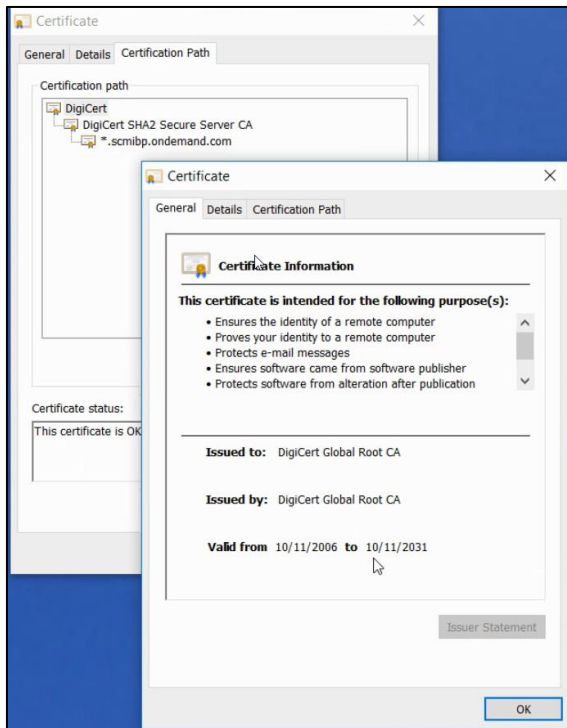 Certificate
General Details Certification Path
Certification path
DigiCert
DigiCert SHA2 Secure Server CA
*.scmibp.ondemand.com
Certificate status:
This certificate is OK
Certificate
General Details Certification Path
Certificate Information
This certificate is intended for the following purpose(s):
• Ensures the identity of a remote computer
• Proves your identity to a remote computer
• Protects e-mail messages
• Ensures software came from software publisher
• Protects software from alteration after publication
Issued to: DigiCert Global Root CA
Issued by: DigiCert Global Root CA
Valid from 10/11/2006 to 10/11/2031
Issuer Statement
OK